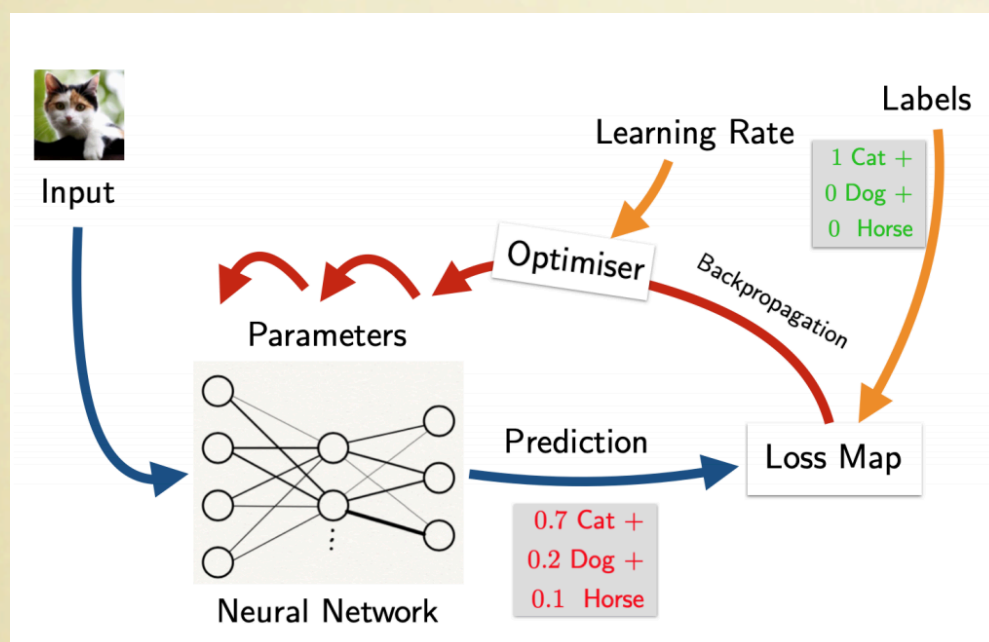 Input
Learning Rate
Labels
1 Cat +
0 Dog +
0 Horse
Optimiser
Backpropagation
Parameters
Prediction
Loss Map
0.7 Cat +
0.2 Dog +
0.1 Horse
Neural Network